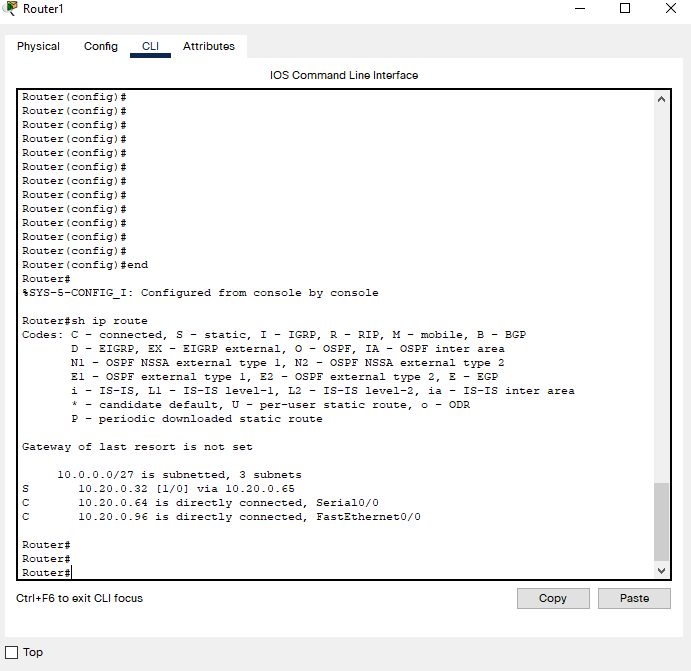 Router1
Physical Config CLI Attributes
IOS Command Line Interface
Router(config)#
Router(config)#
Router(config)#
Router(config)#
Router(config)#
Router(config)#
Router(config)#
Router(config)#
Router(config)#
Router(config)#
Router(config)#
Router(config)#
Router(config)#end
Router#
%SYS-5-CONFIG_I: Configured from console by console
Router#sh ip route
Codes: C - connected, S - static, I - IGRP, R - RIP, M - mobile, B - BGP
D - EIGRP, EX - EIGRP external, O - OSPF, IA - OSPF inter area
N1 - OSPF NSSA external type 1, N2 - OSPF NSSA external type 2
E1 - OSPF external type 1, E2 - OSPF external type 2, E - EGP
i - IS-IS, L1 - IS-IS level-1, L2 - IS-IS level-2, ia - IS-IS inter area
* - candidate default, U - per-user static route, o - ODR
P - periodic downloaded static route
Gateway of last resort is not set
10.0.0.0/27 is subnetted, 3 subnets
S 10.20.0.32 [1/0] via 10.20.0.65
C 10.20.0.64 is directly connected, Serial0/0
C 10.20.0.96 is directly connected, FastEthernet0/0
Router#
Router#
Router#
Ctrl+F6 to exit CLI focus
Copy Paste
Top